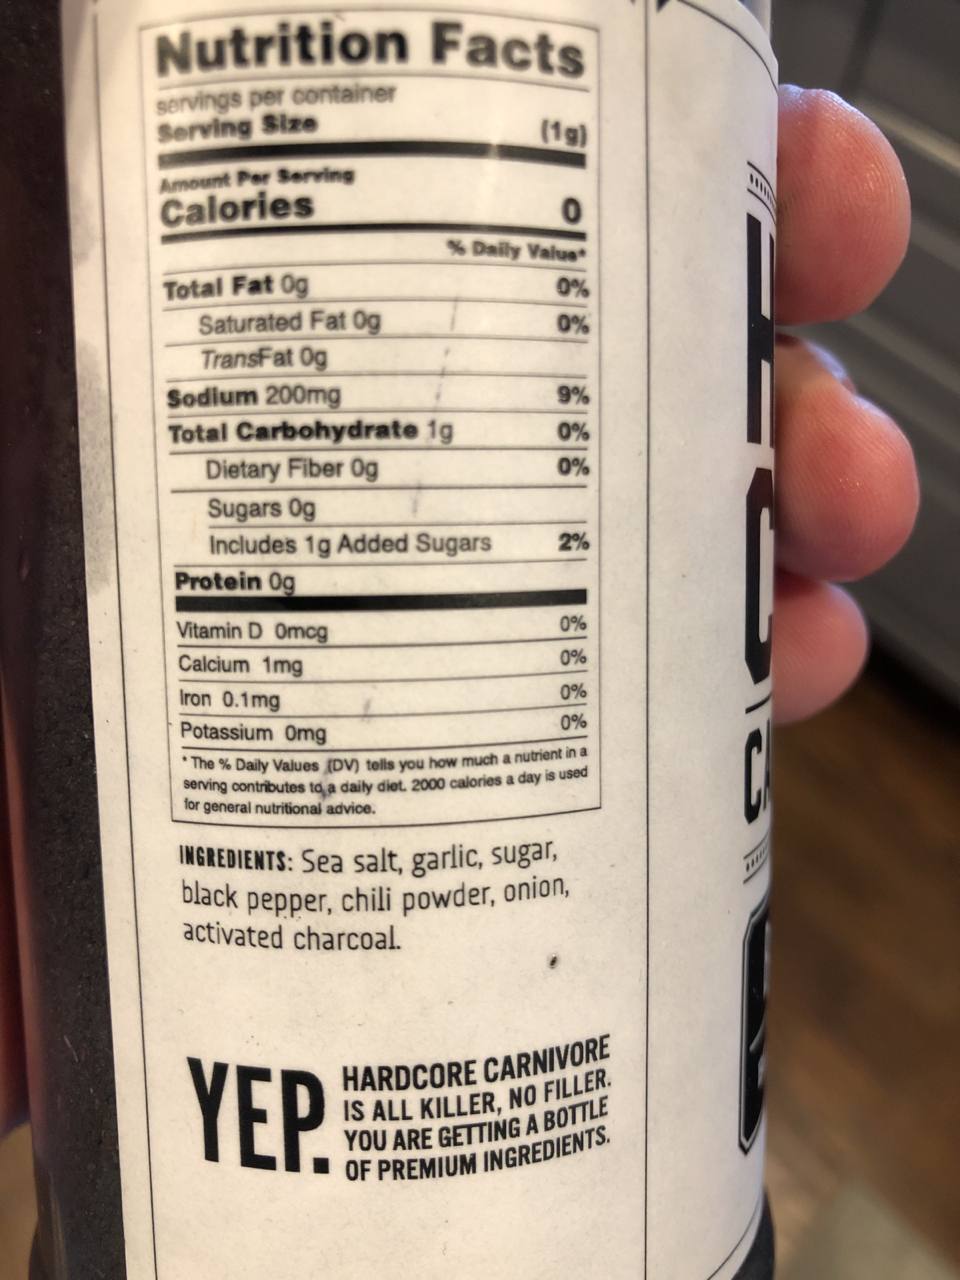 Nutrition Facts
servings per container
Serving Size (1g)
Amount Per Serving
Calories 0
% Daily Value*
Total Fat 0g 0%
Saturated Fat 0g 0%
TransFat 0g
Sodium 200mg 9%
Total Carbohydrate 1g 0%
Dietary Fiber 0g 0%
Sugars 0g
Includes 1g Added Sugars 2%
Protein 0g
Vitamin D 0mcg 0%
Calcium 1mg 0%
Iron 0.1mg 0%
Potassium 0mg 0%
* The % Daily Values (DV) tells you how much a nutrient in a
serving contributes to a daily diet. 2000 calories a day is used
for general nutritional advice.
INGREDIENTS: Sea salt, garlic, sugar,
black pepper, chili powder, onion,
activated charcoal.
YEP.
HARDCORE CARNIVORE
IS ALL KILLER, NO FILLER.
YOU ARE GETTING A BOTTLE
OF PREMIUM INGREDIENTS.